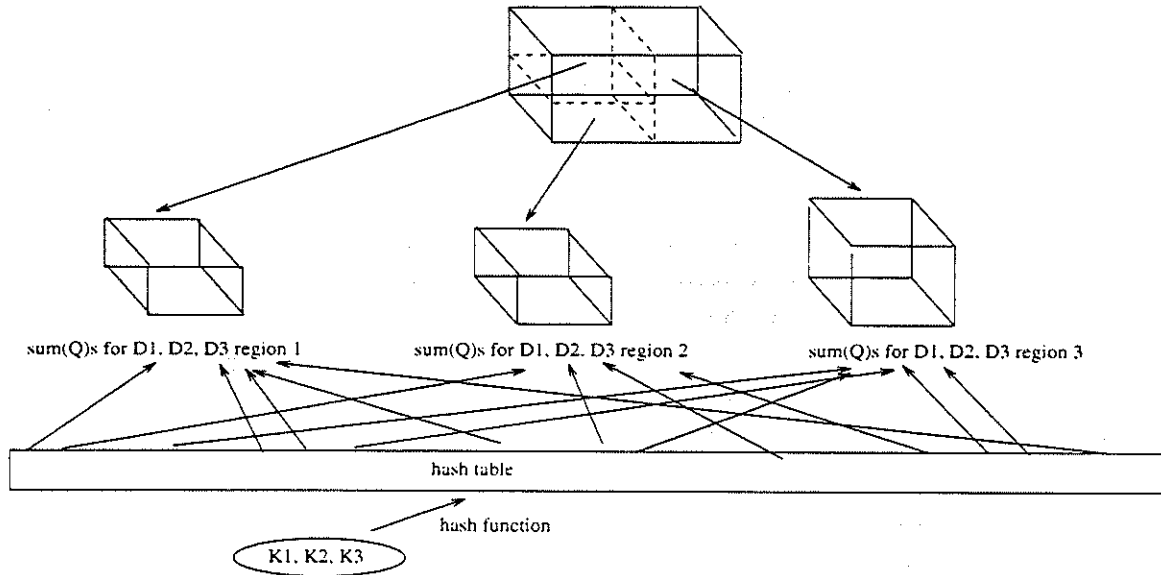 sum(Q)s for D1, D2, D3 region 1
sum(Q)s for D1, D2, D3 region 2
sum(Q)s for D1, D2, D3 region 3
hash table
hash function
K1, K2, K3